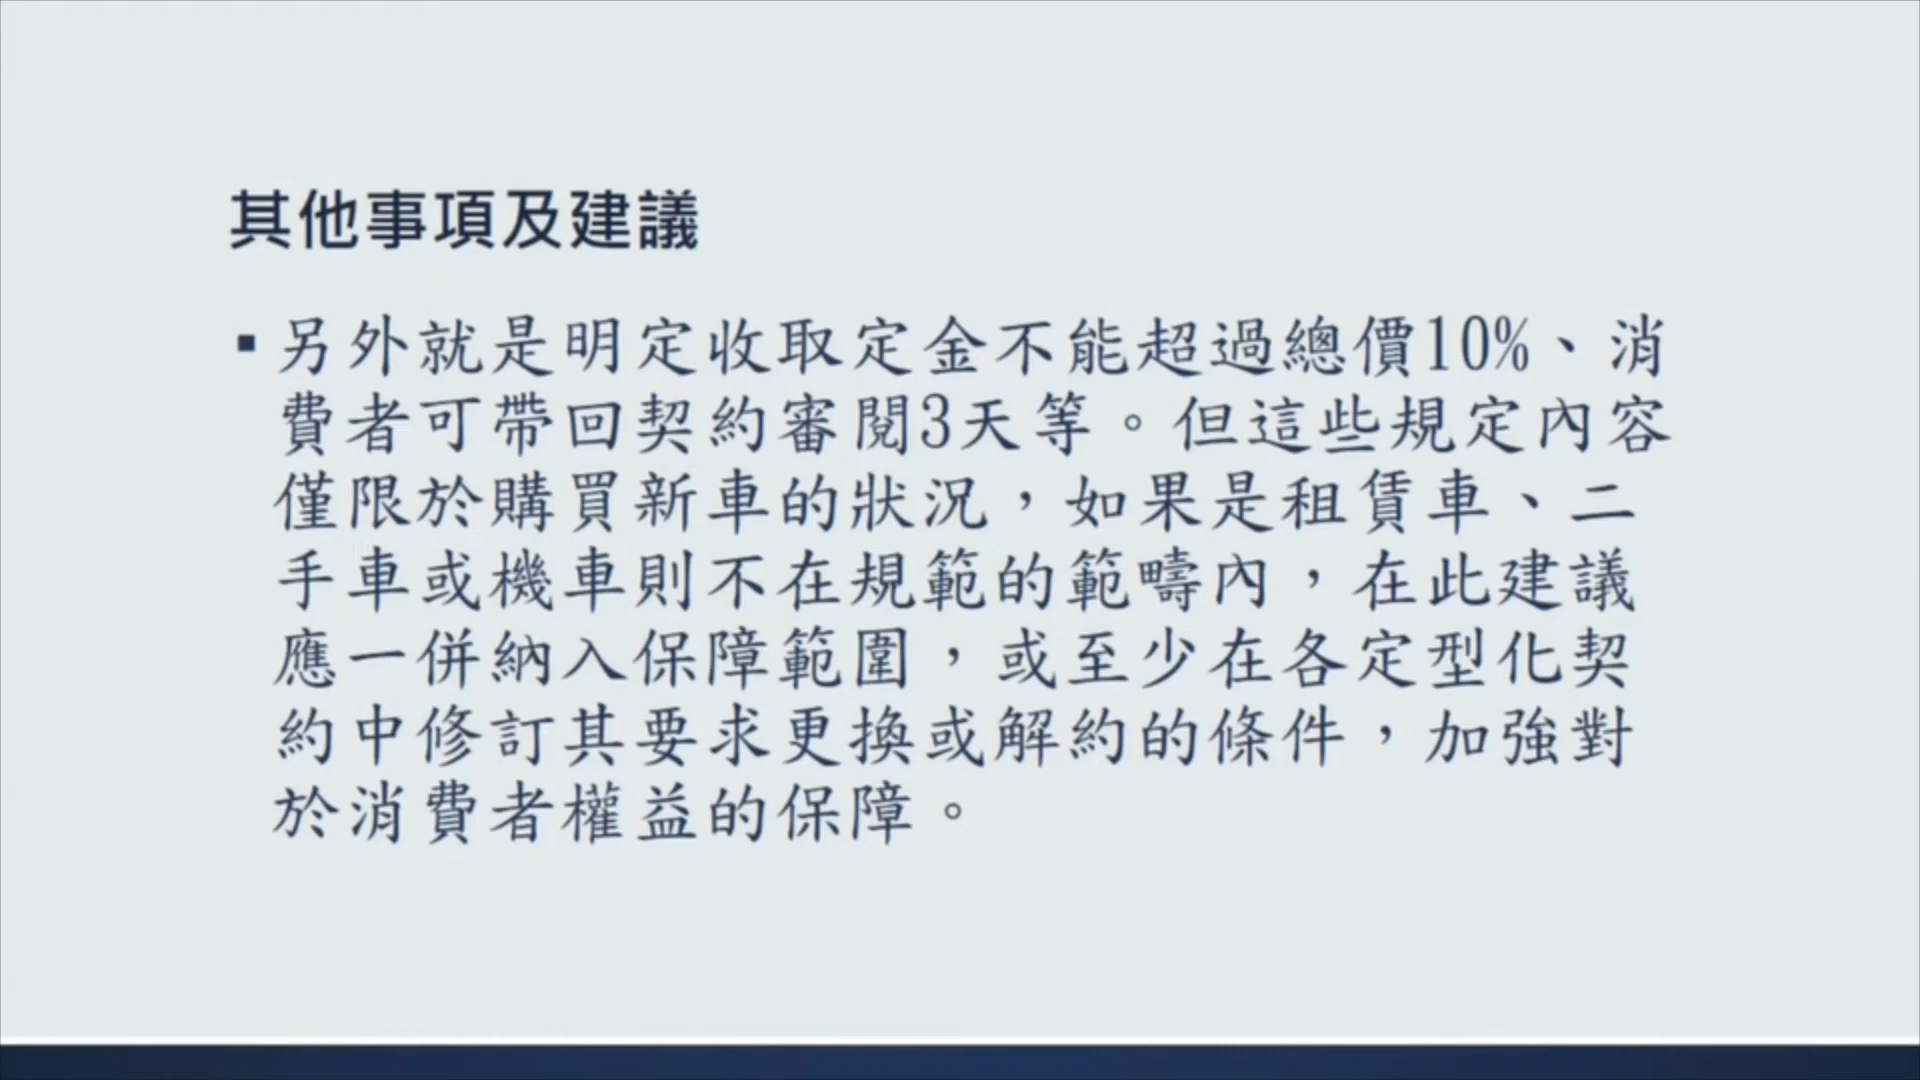 其他事項及建議
▪另外就是明定收取定金不能超過總價10%、消
費者可帶回契約審閱3天等。但這些規定內容
僅限於購買新車的狀況，如果是租賃車、二
手車或機車則不在規範的範疇內，在此建議
應一併納入保障範圍，或至少在各定型化契
約中修訂其要求更換或解約的條件，加強對
於消費者權益的保障。